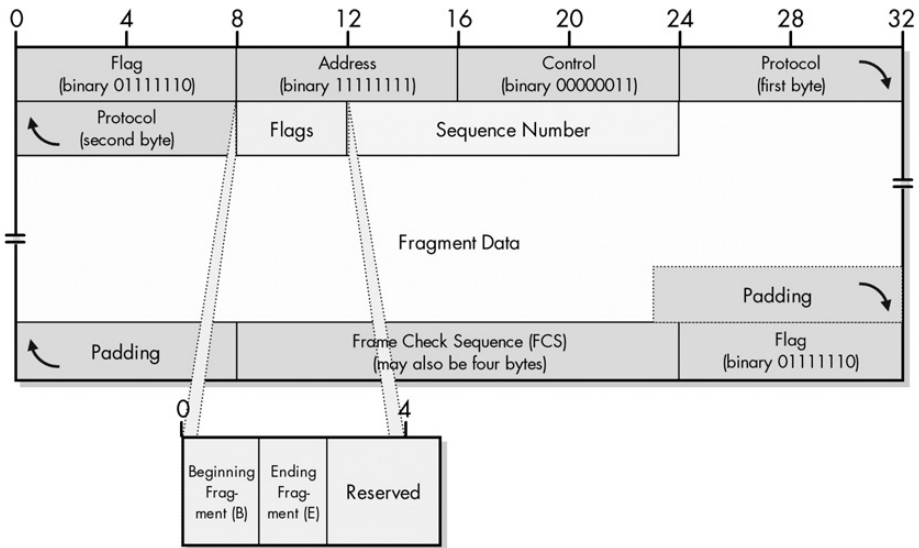 0 4 8 12 16 20 24 28 32
Flag
(binary 01111110)
Address
(binary 11111111)
Control
(binary 00000011)
Protocol
(first byte)
Protocol
(second byte)
Flags
Sequence Number
Fragment Data
Padding
Padding
Frame Check Sequence (FCS)
(may also be four bytes)
Flag
(binary 01111110)
0 4
Beginning
Frag-
ment (B)
Ending
Frag-
ment (E)
Reserved